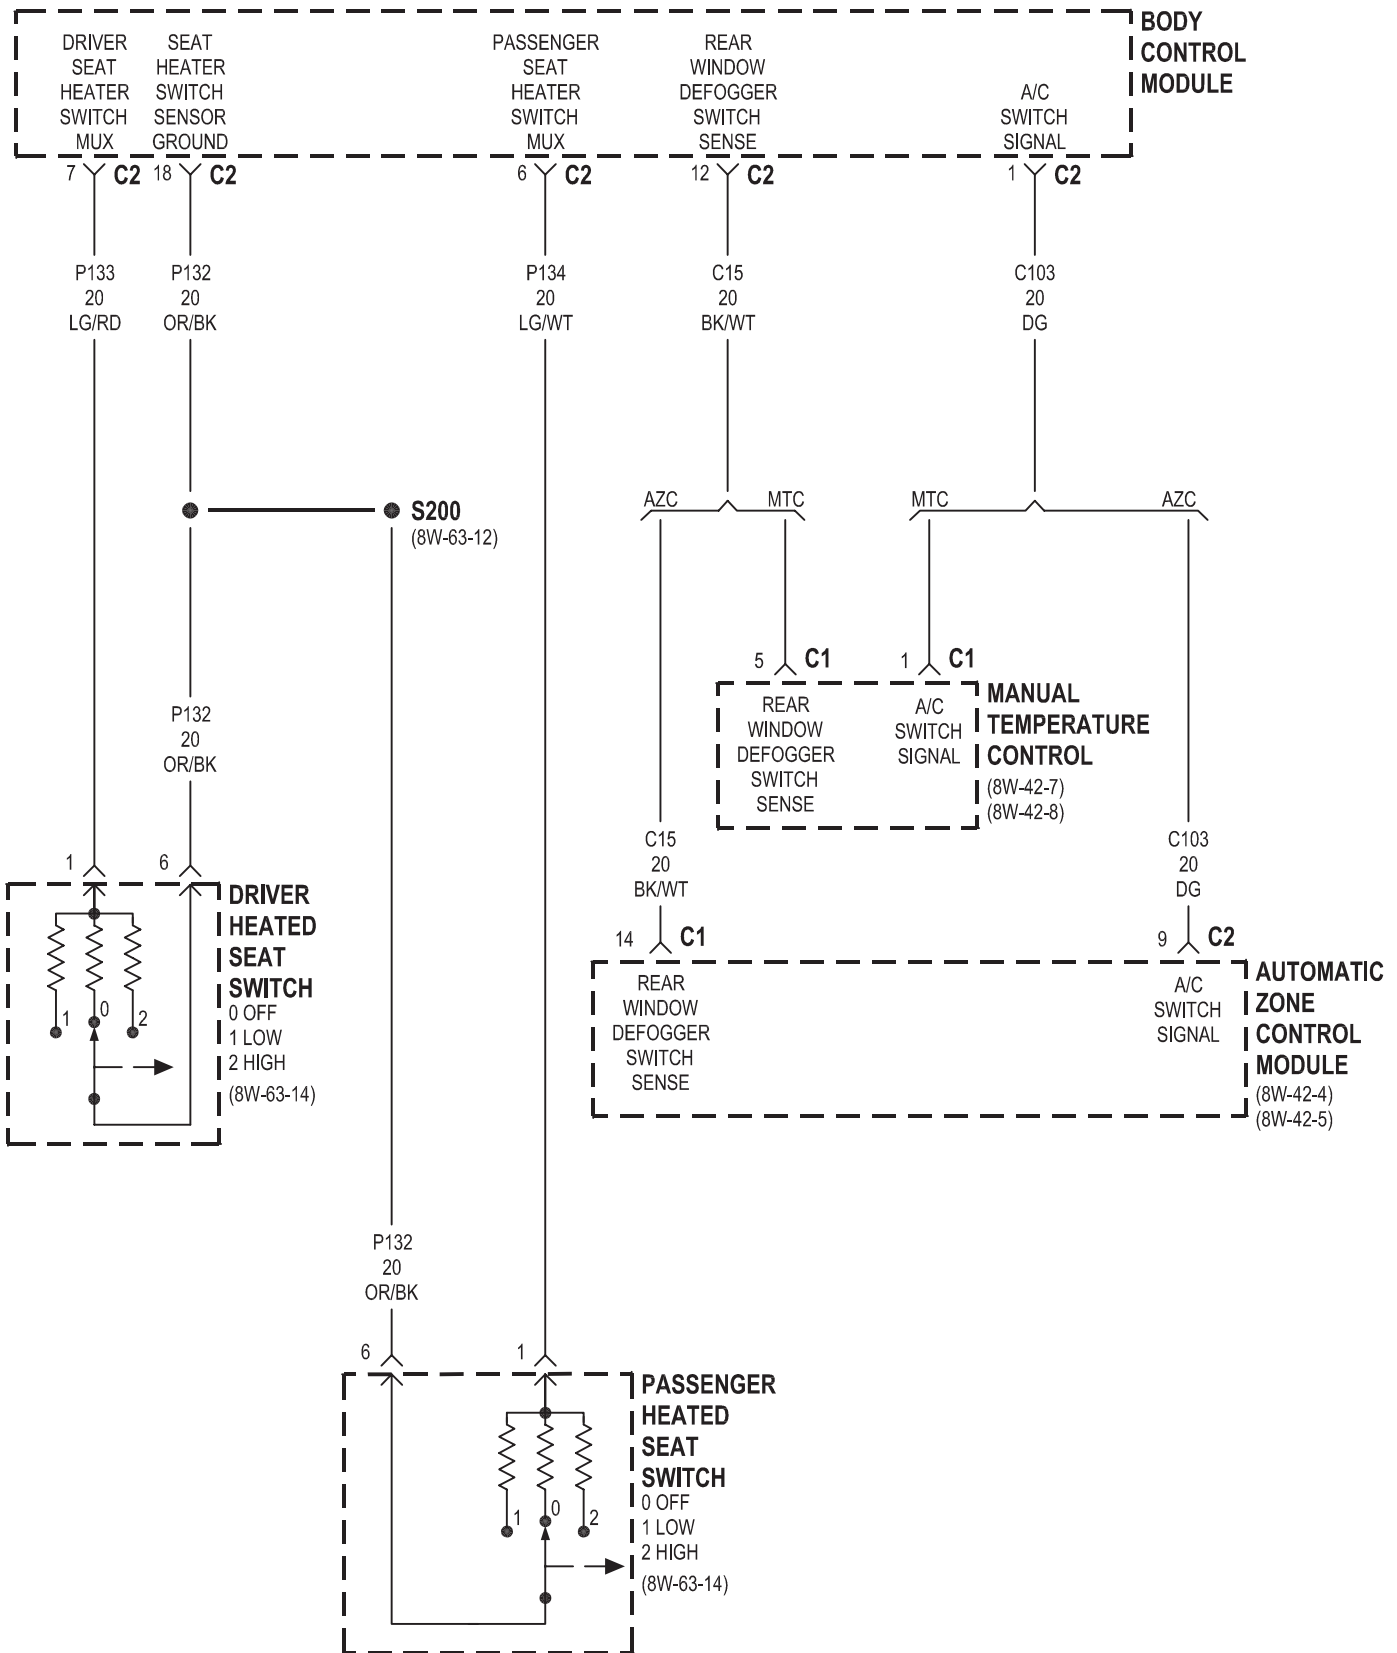 BODY
CONTROL
MODULE
DRIVER
SEAT
HEATER
SWITCH
MUX
SEAT
HEATER
SWITCH
SENSOR
GROUND
PASSENGER
SEAT
HEATER
SWITCH
MUX
REAR
WINDOW
DEFOGGER
SWITCH
SENSE
A/C
SWITCH
SIGNAL
7 C2
18 C2
6 C2
12 C2
1 C2
P133
20
LG/RD
P132
20
OR/BK
P134
20
LG/WT
C15
20
BK/WT
C103
20
DG
S200
(8W-63-12)
AZC
MTC
MTC
AZC
5 C1
1 C1
REAR
WINDOW
DEFOGGER
SWITCH
SENSE
A/C
SWITCH
SIGNAL
MANUAL
TEMPERATURE
CONTROL
(8W-42-7)
(8W-42-8)
P132
20
OR/BK
C15
20
BK/WT
C103
20
DG
1
6
DRIVER
HEATED
SEAT
SWITCH
0 OFF
1 LOW
2 HIGH
(8W-63-14)
1
0
2
14 C1
9 C2
REAR
WINDOW
DEFOGGER
SWITCH
SENSE
A/C
SWITCH
SIGNAL
AUTOMATIC
ZONE
CONTROL
MODULE
(8W-42-4)
(8W-42-5)
P132
20
OR/BK
6
1
PASSENGER
HEATED
SEAT
SWITCH
0 OFF
1 LOW
2 HIGH
(8W-63-14)
1
0
2